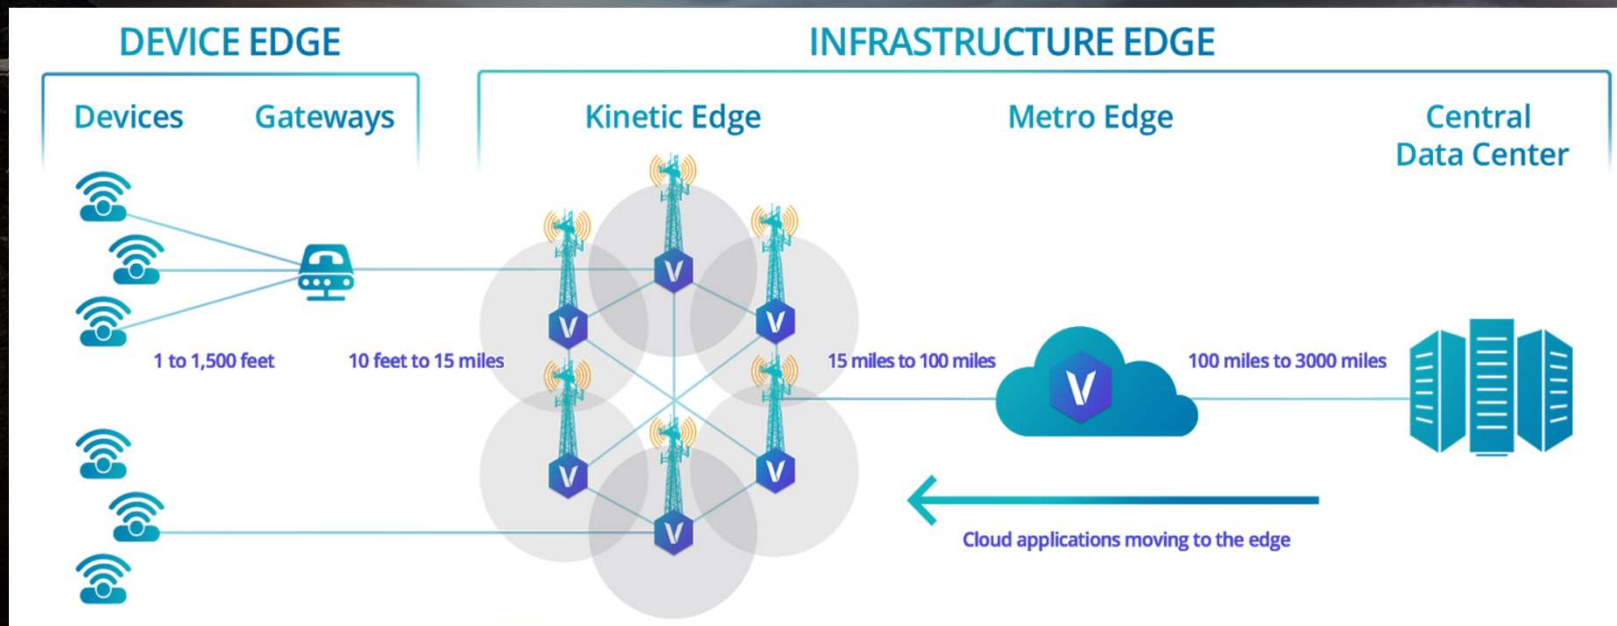 DEVICE EDGE
INFRASTRUCTURE EDGE
Devices
Gateways
Kinetic Edge
Metro Edge
Central
Data Center
1 to 1,500 feet
10 feet to 15 miles
15 miles to 100 miles
100 miles to 3000 miles
V
V
V
V
V
V
V
Cloud applications moving to the edge